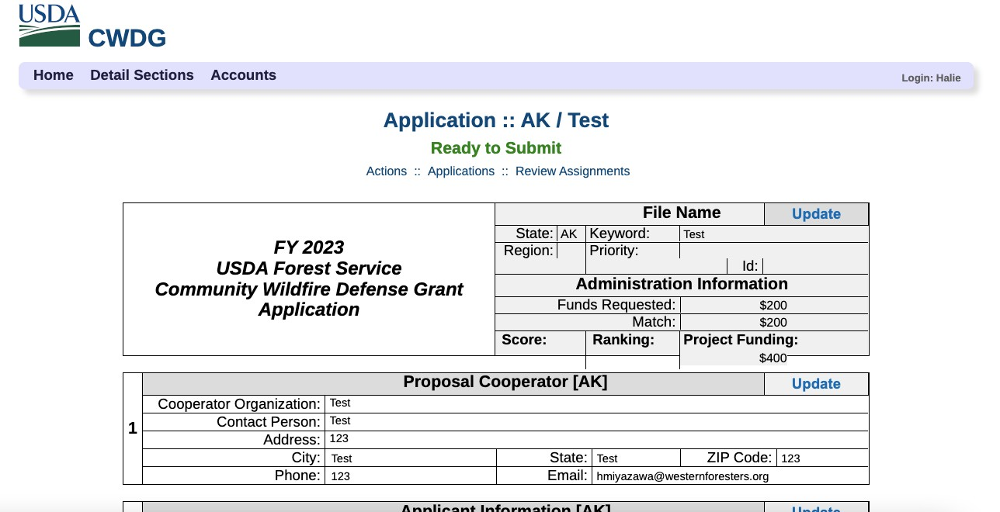 USDA
CWDG
Home Detail Sections Accounts Login: Halie
Application :: AK / Test
Ready to Submit
Actions :: Applications :: Review Assignments
FY 2023
USDA Forest Service
Community Wildfire Defense Grant
Application
File Name Update
State: AK Keyword: Test
Region: Priority:
Id:
Administration Information
Funds Requested: $200
Match: $200
Score: Ranking: Project Funding:
$400
1
Proposal Cooperator [AK] Update
Cooperator Organization: Test
Contact Person: Test
Address: 123
City: Test State: Test ZIP Code: 123
Phone: 123 Email: hmiyazawa@westernforesters.org
Applicant Information [AK] Update